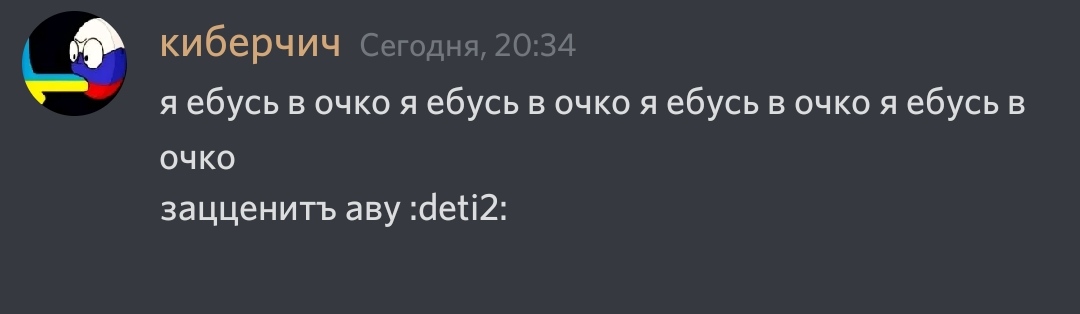 киберчич Сегодня, 20:34
я ебусь в очко я ебусь в очко я ебусь в очко я ебусь в
очко
зацценитъ аву :deti2: